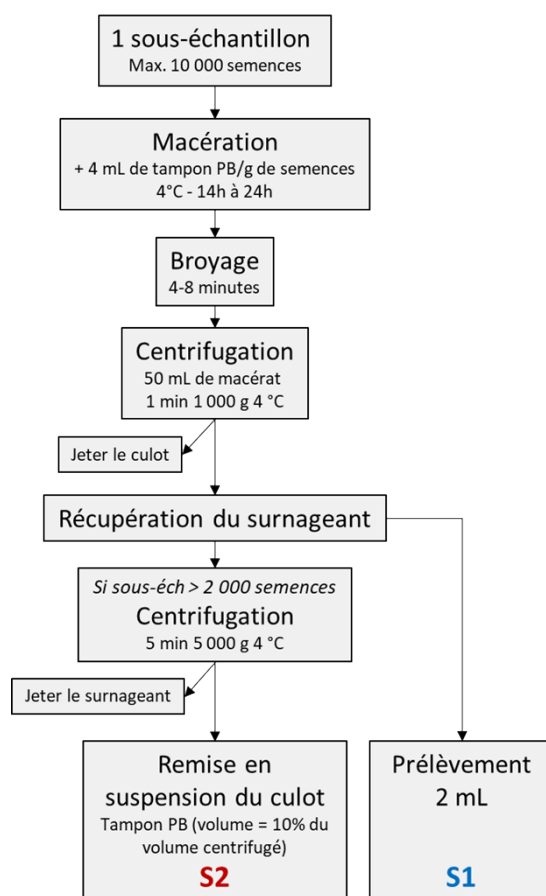 1 sous-échantillon
Max. 10 000 semences
Macération
+ 4 mL de tampon PB/g de semences
4°C - 14h à 24h
Broyage
4-8 minutes
Centrifugation
50 mL de macérat
1 min 1 000 g 4 °C
Jeter le culot
Récupération du surnageant
Si sous-éch > 2 000 semences
Centrifugation
5 min 5 000 g 4 °C
Jeter le surnageant
Remise en
suspension du culot
Tampon PB (volume = 10% du
volume centrifugé)
S2
Prélèvement
2 mL
S1